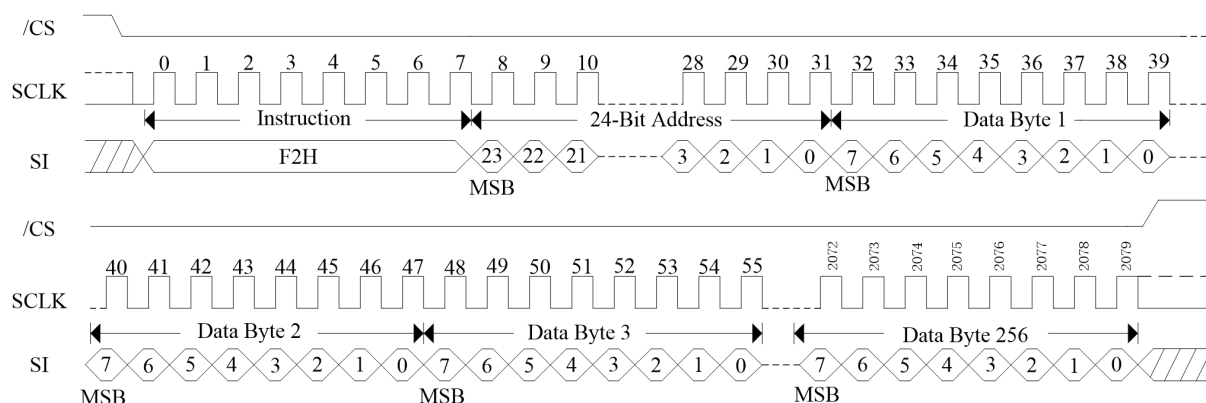 /CS
0 1 2 3 4 5 6 7 8 9 10 28 29 30 31 32 33 34 35 36 37 38 39
SCLK
Instruction 24-Bit Address Data Byte 1
SI F2H 23 22 21 3 2 1 0 7 6 5 4 3 2 1 0
MSB MSB
/CS
40 41 42 43 44 45 46 47 48 49 50 51 52 53 54 55 2072 2073 2074 2075 2076 2077 2078 2079
SCLK
Data Byte 2 Data Byte 3 Data Byte 256
SI 7 6 5 4 3 2 1 0 7 6 5 4 3 2 1 0 7 6 5 4 3 2 1 0
MSB MSB MSB